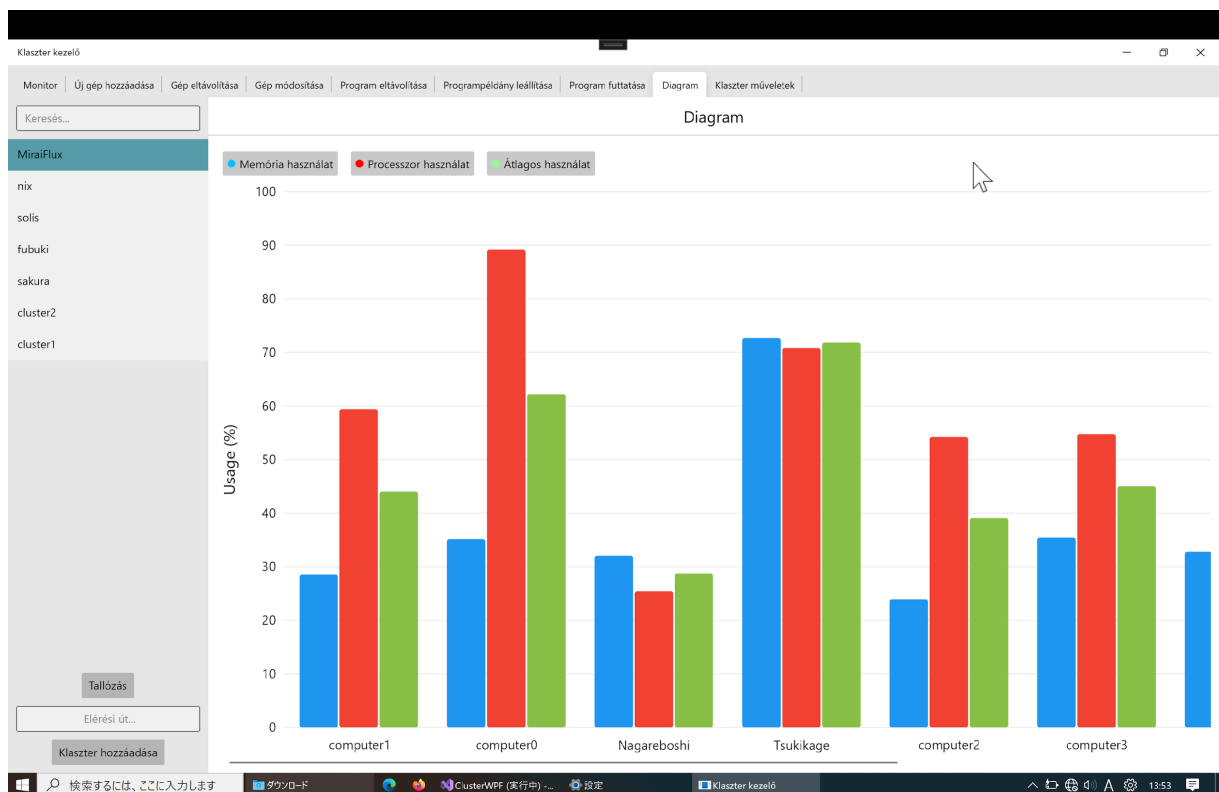 Klaszter kezelő
Monitor Új gép hozzáadása Gép eltávolítása Gép módosítása Program eltávolítása Programpéldány leállítása Program futtatása Diagram Klaszter műveletek
Keresés...
MiraiFlux
nix
solis
fubuki
sakura
cluster2
cluster1
Tallózás
Elérési út...
Klaszter hozzáadása
Diagram
Memória használat Processzor használat Átlagos használat
100
90
80
70
60
50
40
30
20
10
0
Usage (%)
computer1 computer0 Nagareboshi Tsukikage computer2 computer3
検索するには、ここに入力します ダウンロード ClusterWPF (実行中) -... 設定 Klaszter kezelő A 13:53